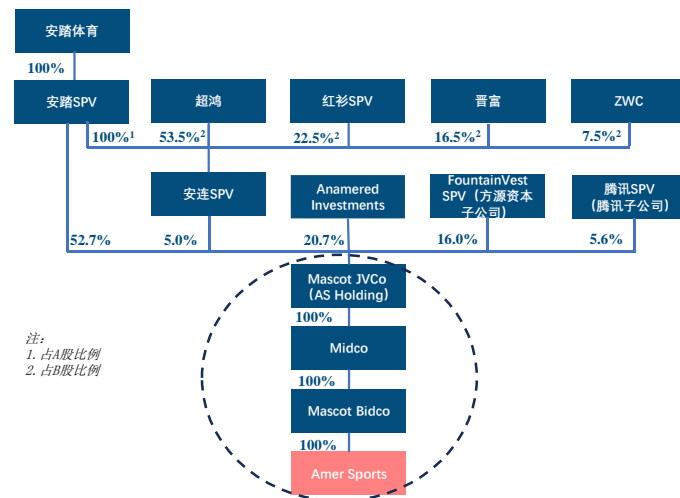 安踏体育
100%
安踏SPV
超鸿
红衫SPV
晋富
ZWC
100%1
53.5%2
22.5%2
16.5%2
7.5%2
安连SPV
Anamered
Investments
FountainVest
SPV（方源资本
子公司）
腾讯SPV
（腾讯子公司）
52.7%
5.0%
20.7%
16.0%
5.6%
Mascot JVCo
（AS Holding）
100%
Midco
100%
Mascot Bidco
100%
Amer Sports
注：
1. 占A股比例
2. 占B股比例